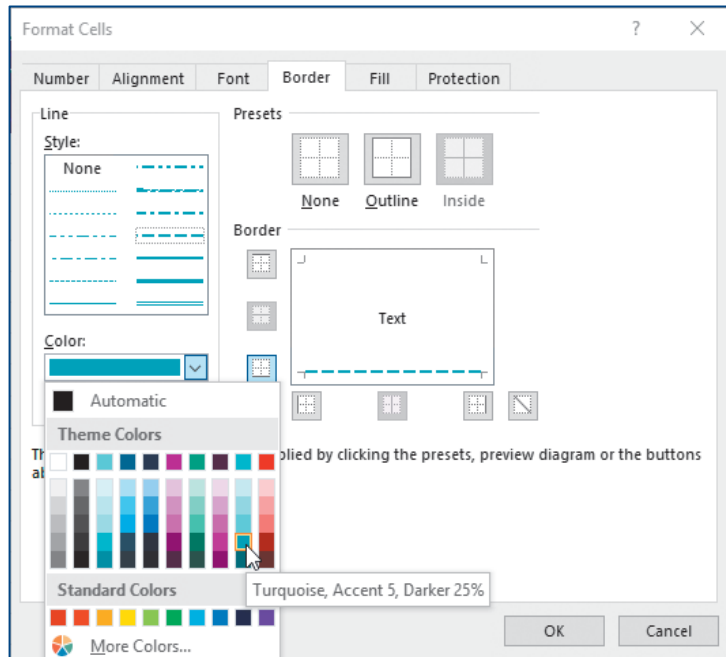 Format Cells
Number Alignment Font Border Fill Protection
Line
Style:
None
Color:
Presets
None Outline Inside
Border
Text
Automatic
Theme Colors
Th
plied by clicking the presets, preview diagram or the buttons
ab
Turquoise, Accent 5, Darker 25%
Standard Colors
More Colors...
OK Cancel